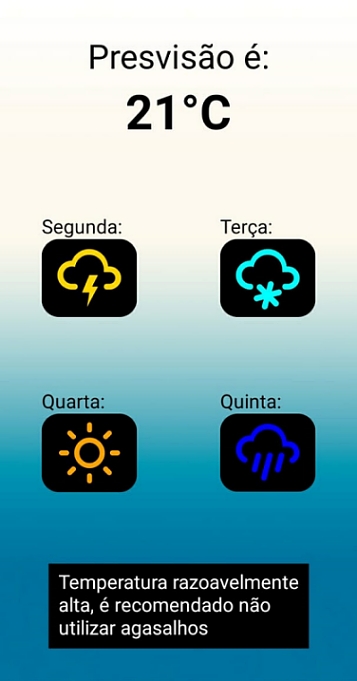 Presvisão é:
21°C
Segunda:
Terça:
Quarta:
Quinta:
Temperatura razoavelmente
alta, é recomendado não
utilizar agasalhos